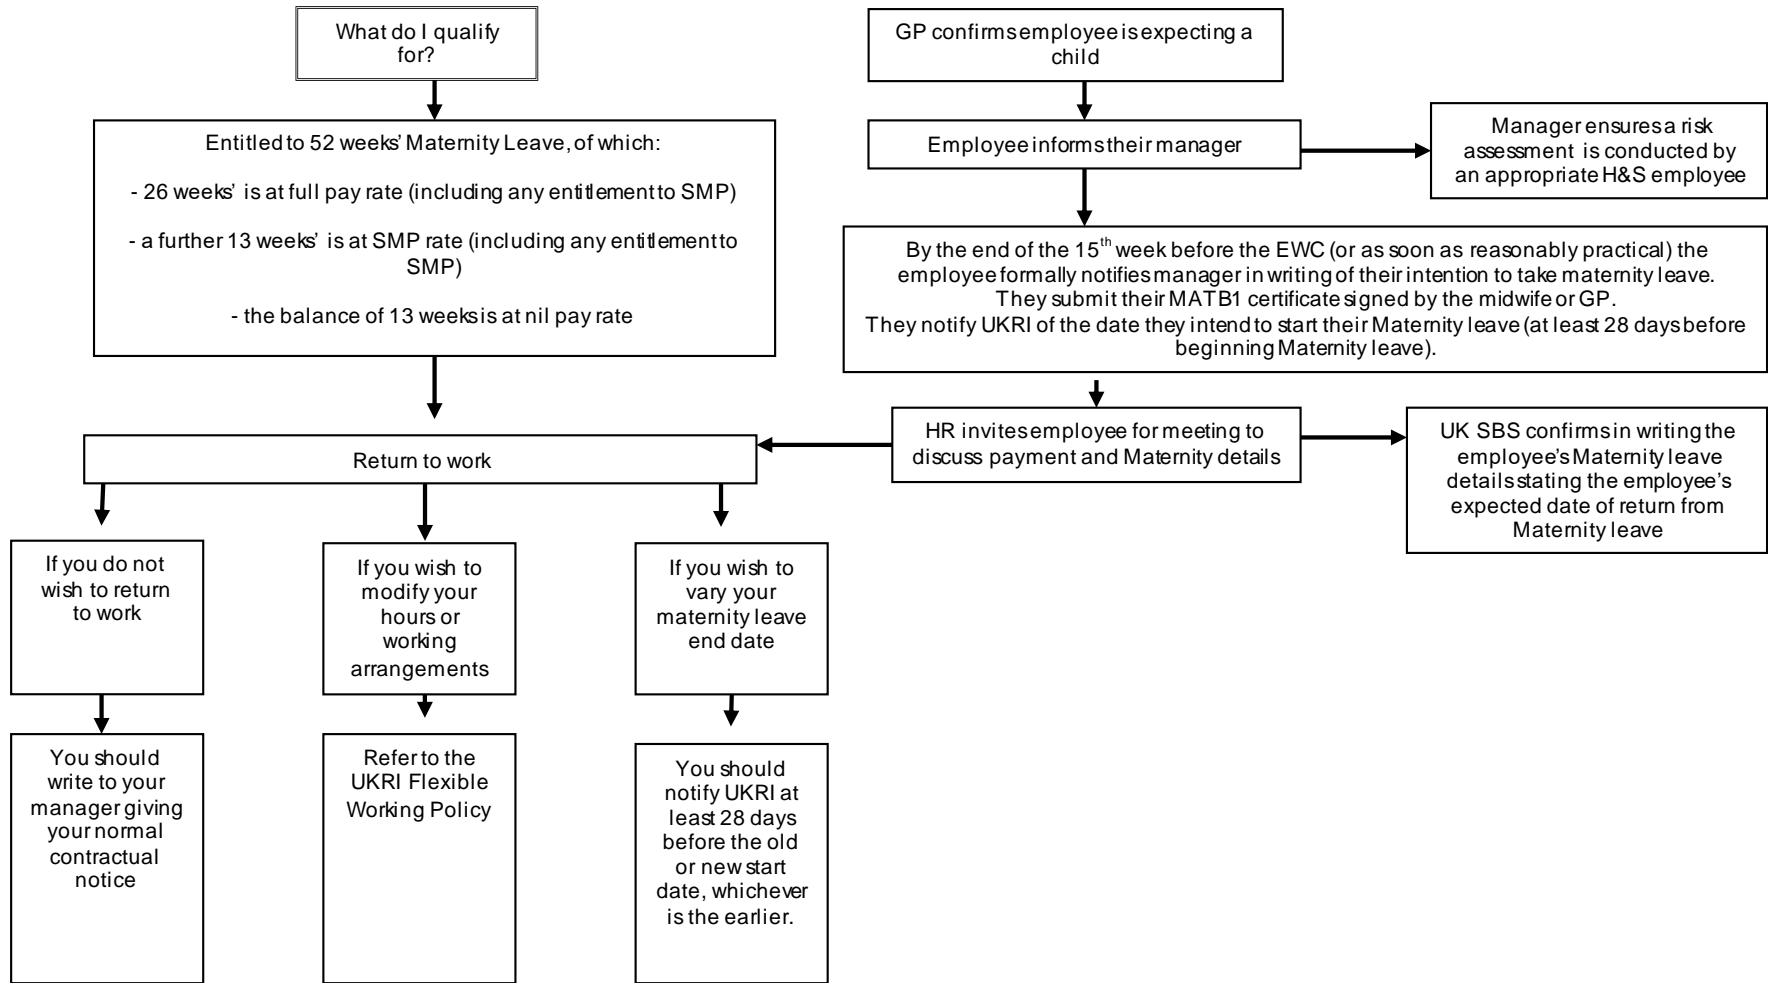 What do I qualify
for?
Entitled to 52 weeks' Maternity Leave, of which:
- 26 weeks' is at full pay rate (including any entitlement to SMP)
- a further 13 weeks' is at SMP rate (including any entitlement to
SMP)
- the balance of 13 weeks is at nil pay rate
GP confirms employee is expecting a
child
Employee informs their manager
Manager ensures a risk
assessment is conducted by
an appropriate H&S employee
By the end of the 15th week before the EWC (or as soon as reasonably practical) the
employee formally notifies manager in writing of their intention to take maternity leave.
They submit their MATB1 certificate signed by the midwife or GP.
They notify UKRI of the date they intend to start their Maternity leave (at least 28 days before
beginning Maternity leave).
HR invites employee for meeting to
discuss payment and Maternity details
UK SBS confirms in writing the
employee's Maternity leave
details stating the employee's
expected date of return from
Maternity leave
Return to work
If you do not
wish to return
to work
If you wish to
modify your
hours or
working
arrangements
If you wish to
vary your
maternity leave
end date
You should
write to your
manager giving
your normal
contractual
notice
Refer to the
UKRI Flexible
Working Policy
You should
notify UKRI at
least 28 days
before the old
or new start
date, whichever
is the earlier.